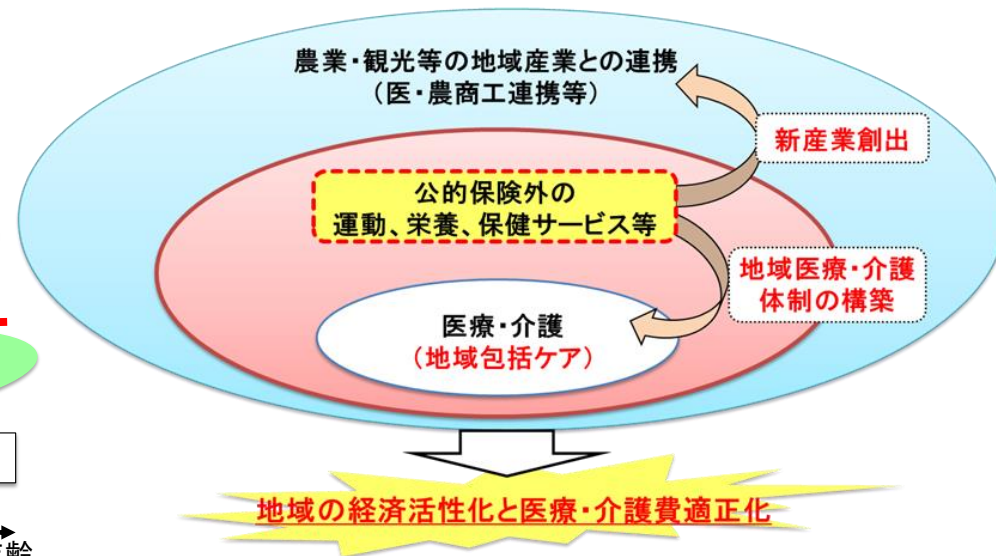 農業・観光等の地域産業との連携
（医・農商工連携等）
新産業創出
公的保険外の
運動、栄養、保健サービス等
地域医療・介護
体制の構築
医療・介護
（地域包括ケア）
地域の経済活性化と医療・介護費適正化
齢